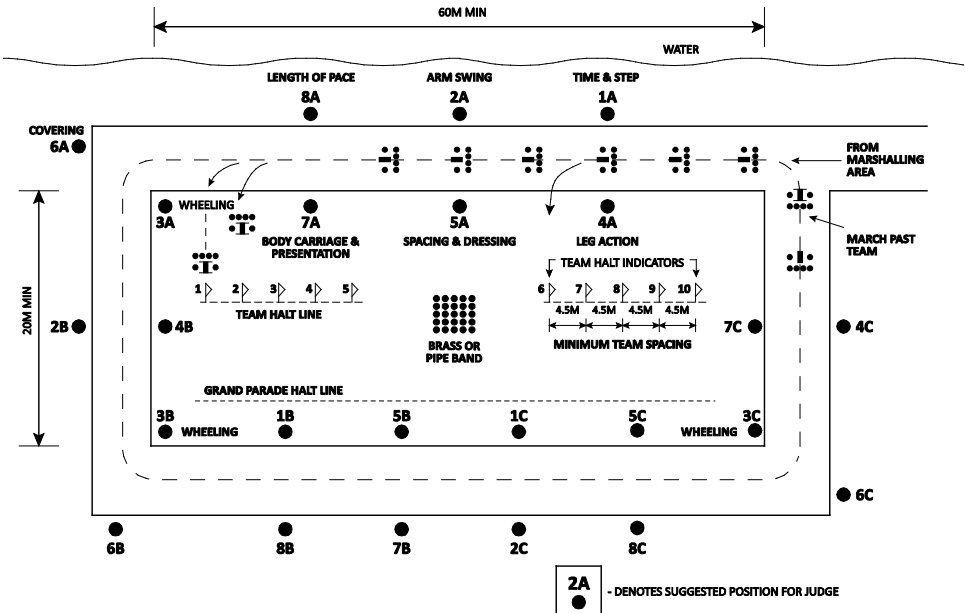 60M MIN
WATER
LENGTH OF PACE
8A
ARM SWING
2A
TIME & STEP
1A
COVERING
6A
FROM
MARSHALLING
AREA
3A
WHEELING
7A
BODY CARRIAGE &
PRESENTATION
5A
SPACING & DRESSING
4A
LEG ACTION
MARCH PAST
TEAM
TEAM HALT INDICATORS
1 2 3 4 5
6 7 8 9 10
TEAM HALT LINE
4.5M 4.5M 4.5M 4.5M
20M MIN
2B
4B
BRASS OR
PIPE BAND
MINIMUM TEAM SPACING
7C
4C
GRAND PARADE HALT LINE
3B
WHEELING
1B
5B
1C
5C
WHEELING
3C
6C
6B
8B
7B
2C
8C
2A
- DENOTES SUGGESTED POSITION FOR JUDGE